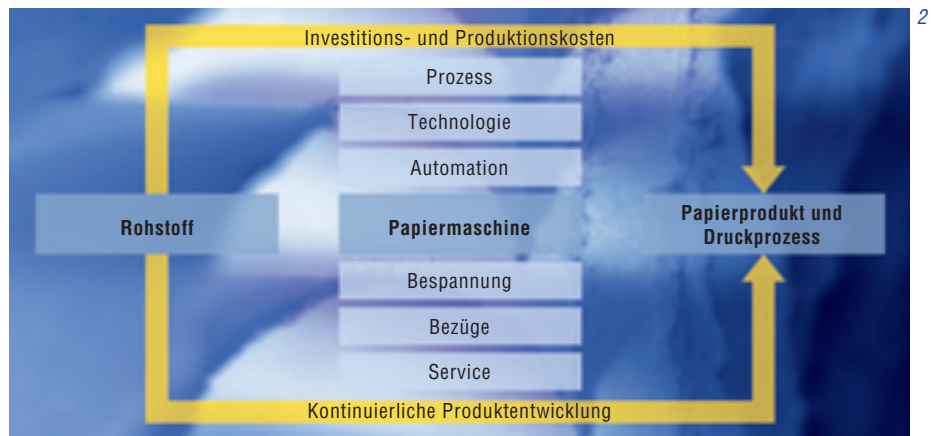 2
Investitions- und Produktionskosten
Prozess
Technologie
Automation
Rohstoff
Papiermaschine
Papierprodukt und
Druckprozess
Bespannung
Bezüge
Service
Kontinuierliche Produktentwicklung